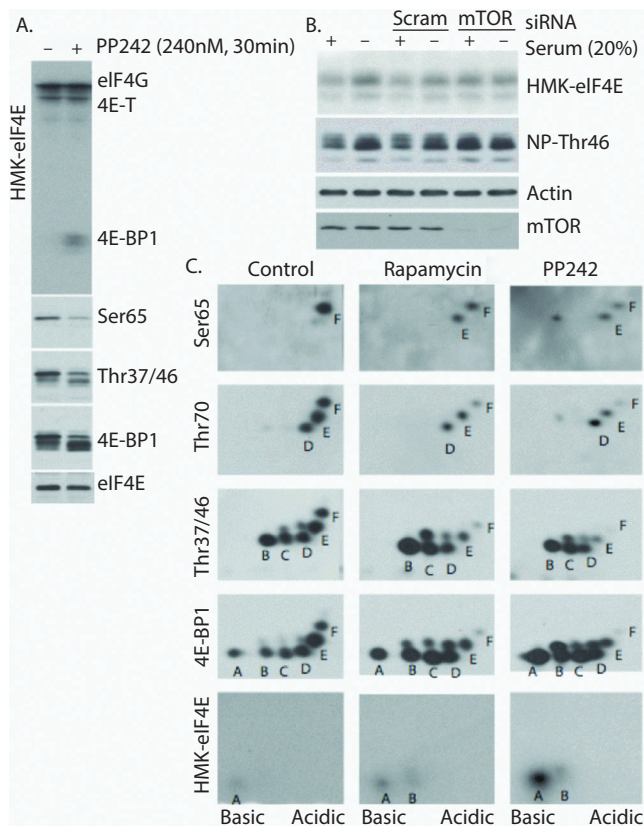 A.
– + PP242 (240nM, 30min)
HMK-eIF4E
eIF4G
4E-T
4E-BP1
Ser65
Thr37/46
4E-BP1
eIF4E
B.
Scram mTOR siRNA
+ – + – + – Serum (20%)
HMK-eIF4E
NP-Thr46
Actin
mTOR
C.
Control Rapamycin PP242
Ser65
F
F
E
F
E
Thr70
F
E
D
F
E
D
F
E
D
Thr37/46
F
E
B C D
F
E
B C D
F
E
B C D
4E-BP1
F
E
A B C D
F
E
A B C D
F
E
A B C D
HMK-eIF4E
A
A B
A B
Basic Acidic Basic Acidic Basic Acidic